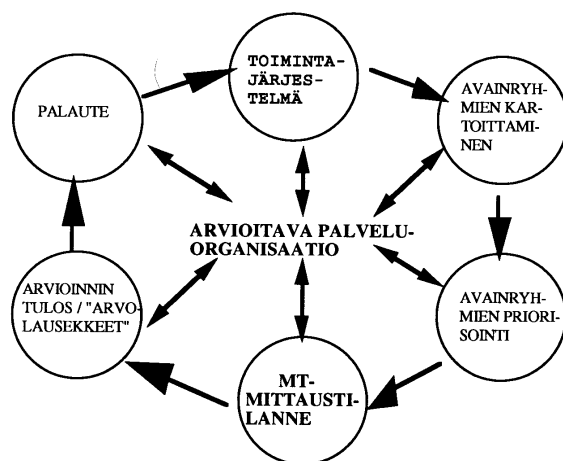 TOIMINTA-
JÄRJES-
TELMÄ
AVAINRYH-
MIEN KAR-
TOITTAMI-
NEN
PALAUTE
ARVIOITAVA PALVELU-
ORGANISAATIO
ARVIOINNIN
TULOS / "ARVO-
LAUSEKKEET"
AVAINRYH-
MIEN PRIORI-
SOINTI
MT-
MITTAUSTI-
LANNE